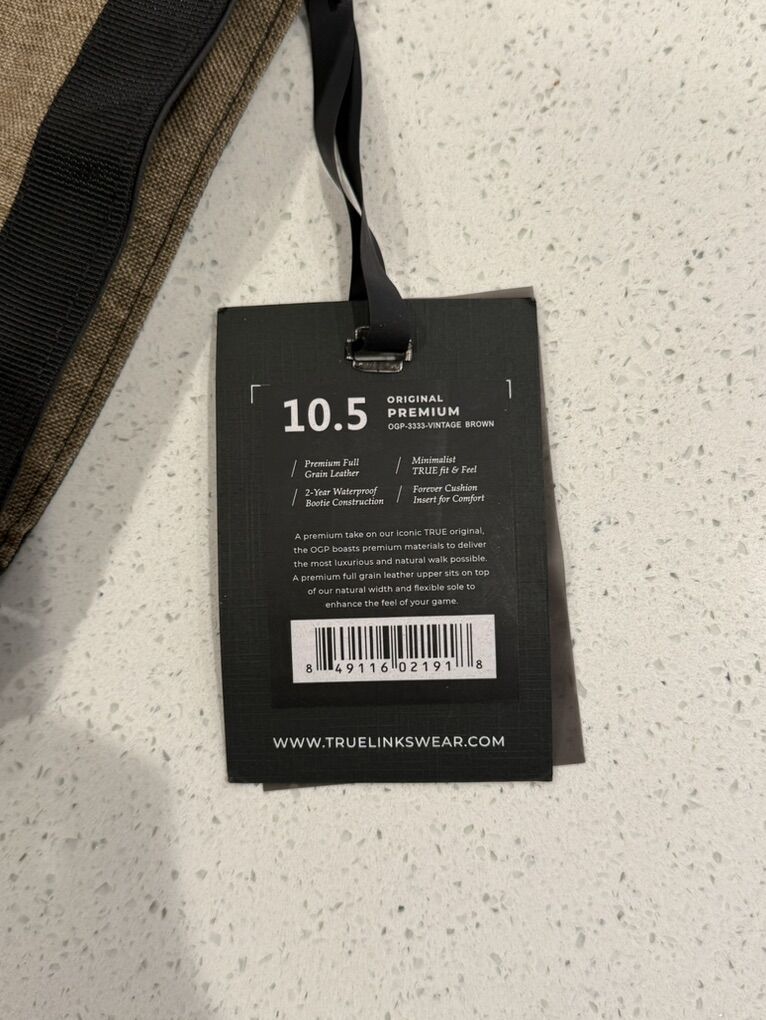 10.5
ORIGINAL
PREMIUM
OGP-3333-VINTAGE BROWN
/ Premium Full
Grain Leather
/ Minimalist
TRUE fit & Feel
/ 2-Year Waterproof
Bootie Construction
/ Forever Cushion
Insert for Comfort
A premium take on our iconic TRUE original,
the OGP boasts premium materials to deliver
the most luxurious and natural walk possible.
A premium full grain leather upper sits on top
of our natural width and flexible sole to
enhance the feel of your game.
8 49116 02191 8
WWW.TRUELINKSWEAR.COM